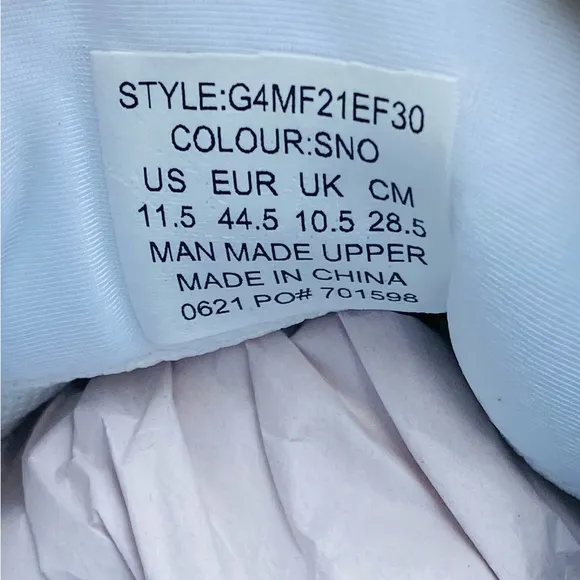 STYLE:G4MF21EF30
COLOUR:SNO
US EUR UK CM
11.5 44.5 10.5 28.5
MAN MADE UPPER
MADE IN CHINA
0621 PO# 701598